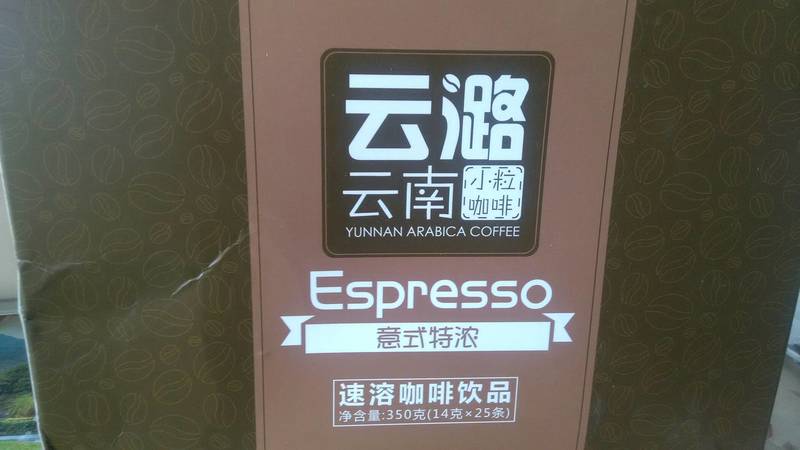 云潞
云南 小粒咖啡
YUNNAN ARABICA COFFEE
Espresso
意式特浓
速溶咖啡饮品
净含量:350克(14克×25条)